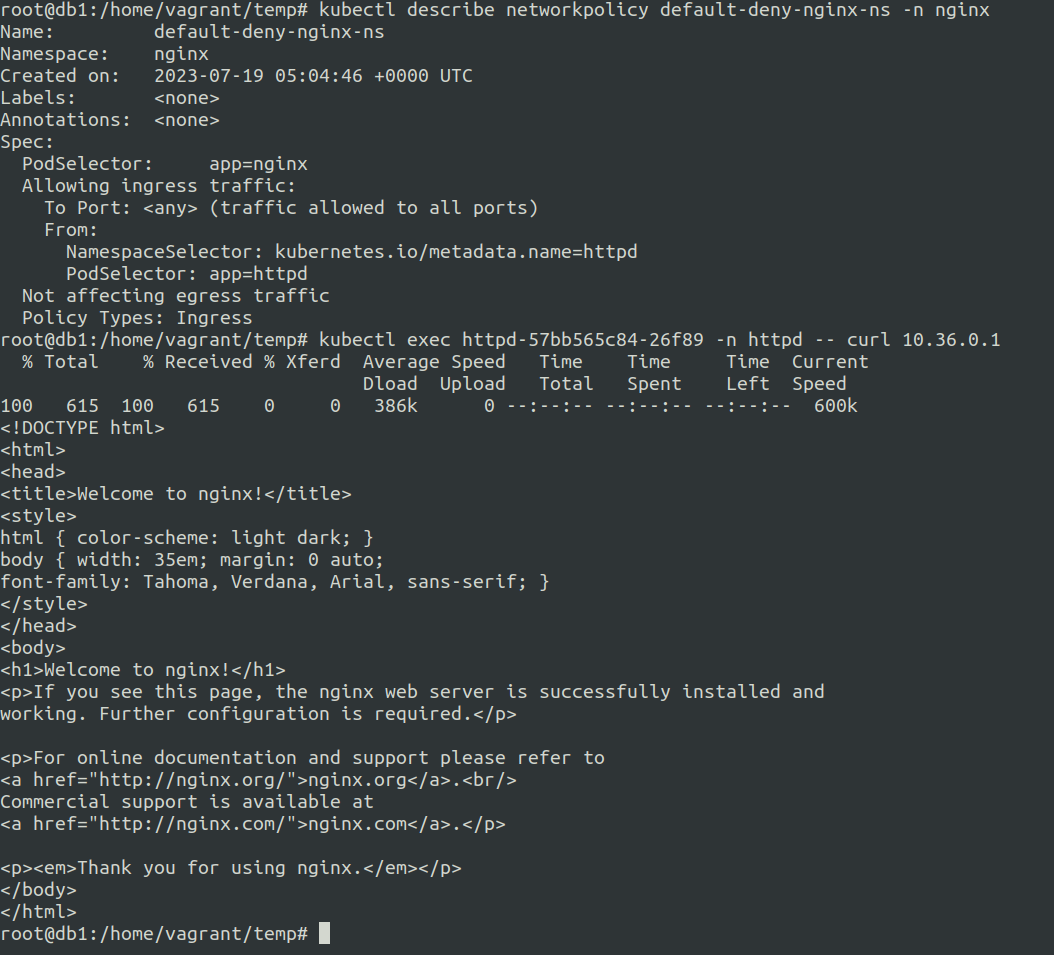 root@db1:/home/vagrant/temp# kubectl describe networkpolicy default-deny-nginx-ns -n nginx
Name:         default-deny-nginx-ns
Namespace:    nginx
Created on:   2023-07-19 05:04:46 +0000 UTC
Labels:       <none>
Annotations:  <none>
Spec:
  PodSelector:     app=nginx
  Allowing ingress traffic:
    To Port: <any> (traffic allowed to all ports)
    From:
      NamespaceSelector: kubernetes.io/metadata.name=httpd
      PodSelector: app=httpd
  Not affecting egress traffic
  Policy Types: Ingress
root@db1:/home/vagrant/temp# kubectl exec httpd-57bb565c84-26f89 -n httpd -- curl 10.36.0.1
  % Total    % Received % Xferd  Average Speed   Time    Time     Time  Current
                                 Dload  Upload   Total   Spent    Left  Speed
100   615  100   615    0     0   386k      0 --:--:-- --:--:-- --:--:--  600k
<!DOCTYPE html>
<html>
<head>
<title>Welcome to nginx!</title>
<style>
html { color-scheme: light dark; }
body { width: 35em; margin: 0 auto;
font-family: Tahoma, Verdana, Arial, sans-serif; }
</style>
</head>
<body>
<h1>Welcome to nginx!</h1>
<p>If you see this page, the nginx web server is successfully installed and
working. Further configuration is required.</p>

<p>For online documentation and support please refer to
<a href="http://nginx.org/">nginx.org</a>.<br/>
Commercial support is available at
<a href="http://nginx.com/">nginx.com</a>.</p>

<p><em>Thank you for using nginx.</em></p>
</body>
</html>
root@db1:/home/vagrant/temp#